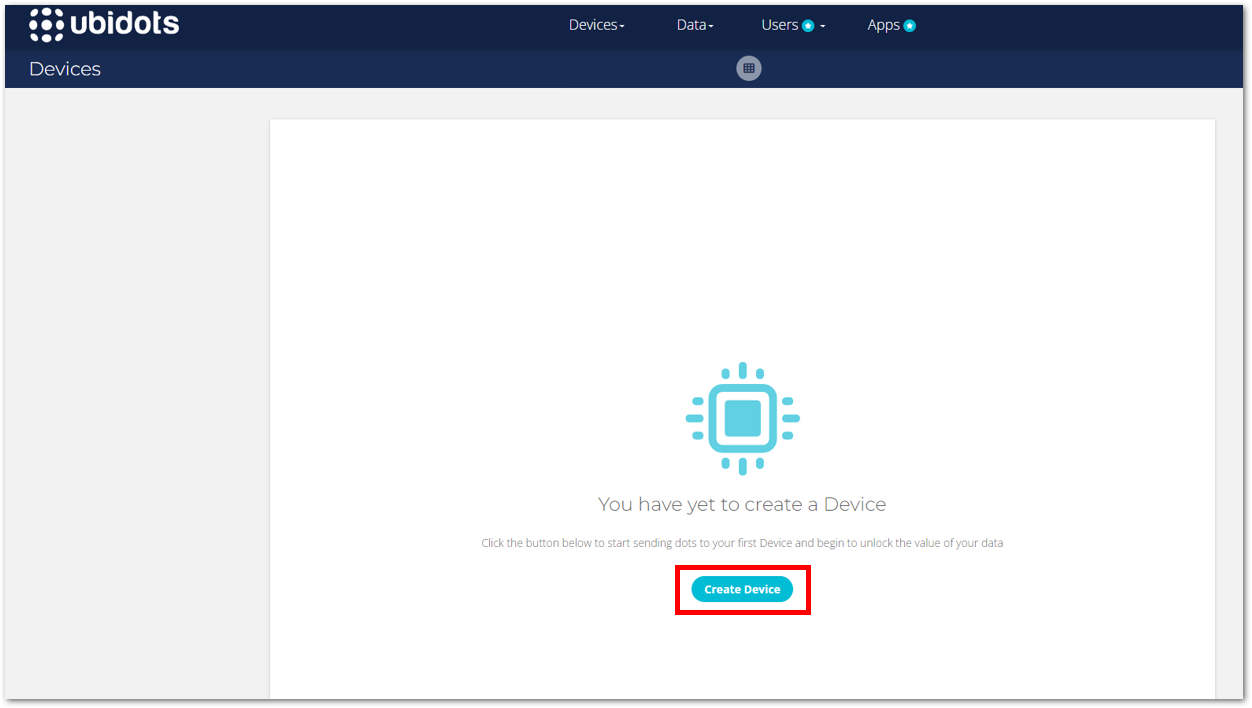 ubidots
Devices
Data
Users
Apps
Devices
You have yet to create a Device
Click the button below to start sending dots to your first Device and begin to unlock the value of your data
Create Device